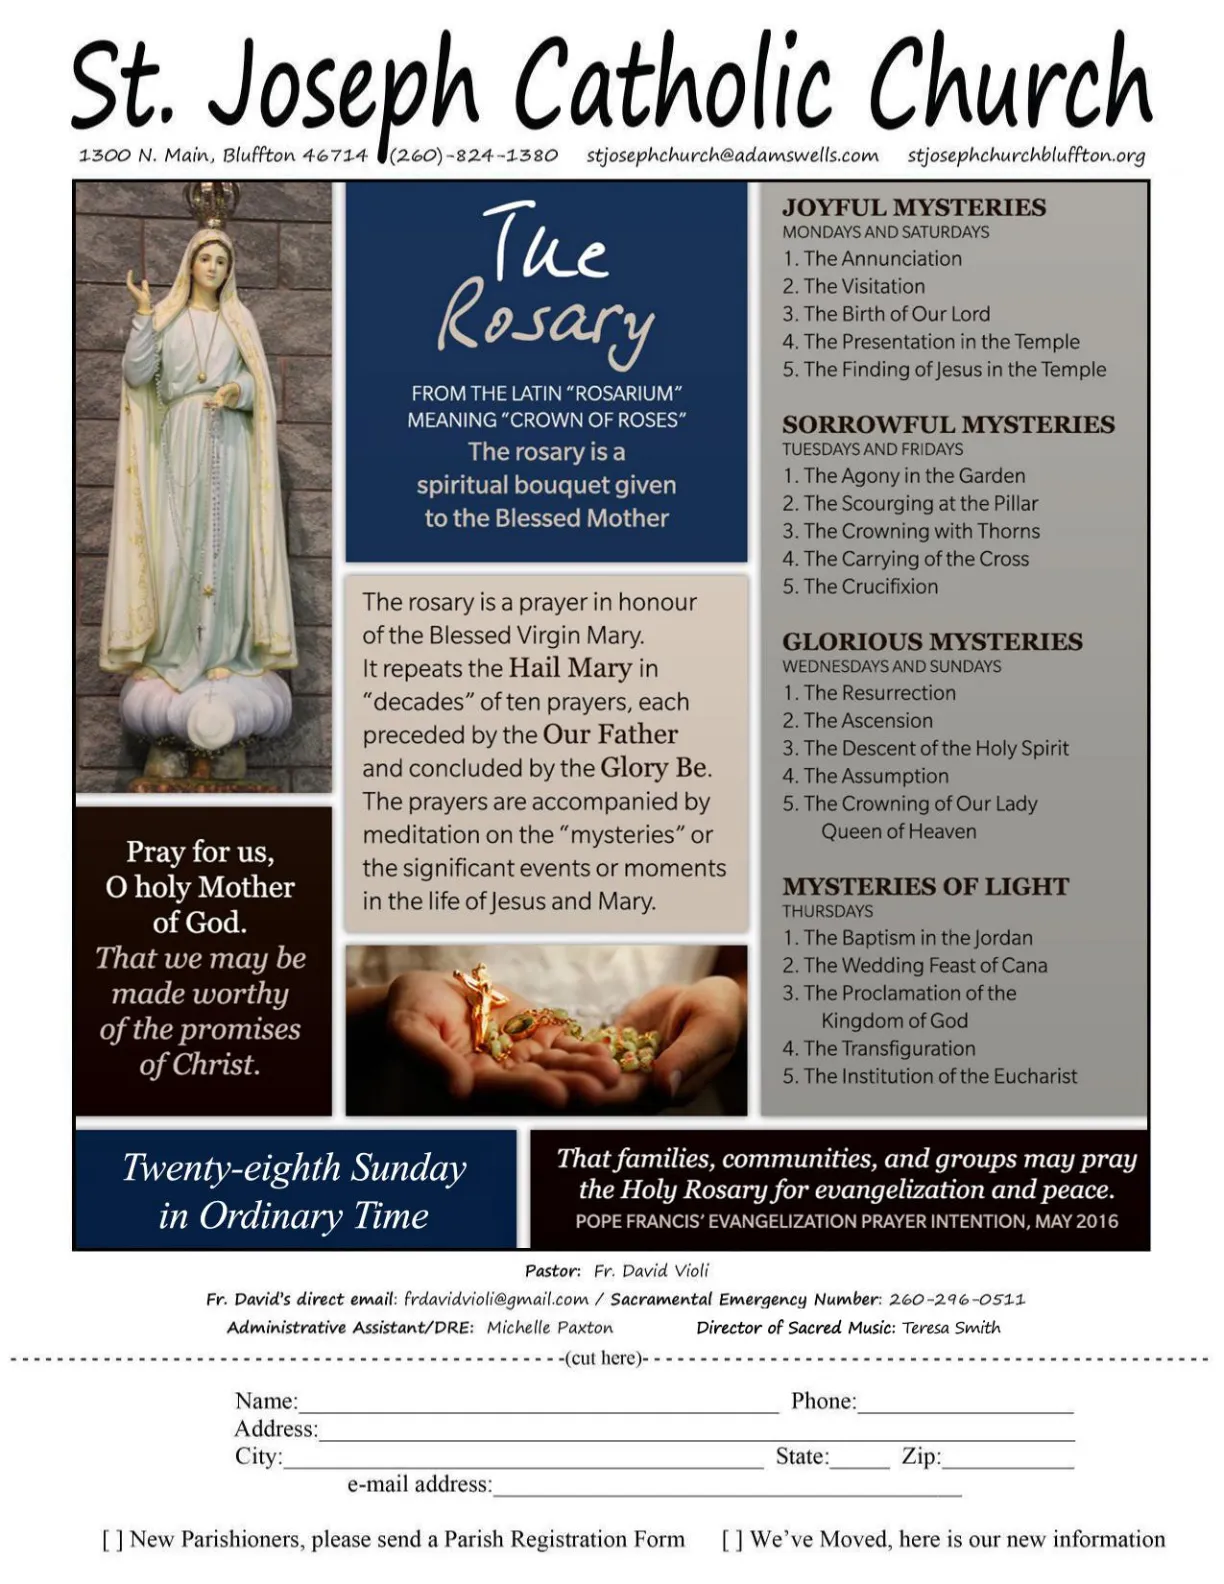 St. Joseph Catholic Church
1300 N. Main, Bluffton 46714 (260)-824-1380 stjosephchurch@adamswells.com stjosephchurchbluffton.org
The
Rosary
FROM THE LATIN “ROSARIUM”
MEANING “CROWN OF ROSES”
The rosary is a
spiritual bouquet given
to the Blessed Mother
The rosary is a prayer in honour
of the Blessed Virgin Mary.
It repeats the Hail Mary in
“decades” of ten prayers, each
preceded by the Our Father
and concluded by the Glory Be.
The prayers are accompanied by
meditation on the “mysteries” or
the significant events or moments
in the life of Jesus and Mary.
Pray for us,
O holy Mother
of God.
That we may be
made worthy
of the promises
of Christ.
JOYFUL MYSTERIES
MONDAYS AND SATURDAYS
1. The Annunciation
2. The Visitation
3. The Birth of Our Lord
4. The Presentation in the Temple
5. The Finding of Jesus in the Temple
SORROWFUL MYSTERIES
TUESDAYS AND FRIDAYS
1. The Agony in the Garden
2. The Scourging at the Pillar
3. The Crowning with Thorns
4. The Carrying of the Cross
5. The Crucifixion
GLORIOUS MYSTERIES
WEDNESDAYS AND SUNDAYS
1. The Resurrection
2. The Ascension
3. The Descent of the Holy Spirit
4. The Assumption
5. The Crowning of Our Lady
Queen of Heaven
MYSTERIES OF LIGHT
THURSDAYS
1. The Baptism in the Jordan
2. The Wedding Feast of Cana
3. The Proclamation of the
Kingdom of God
4. The Transfiguration
5. The Institution of the Eucharist
Twenty-eighth Sunday
in Ordinary Time
That families, communities, and groups may pray
the Holy Rosary for evangelization and peace.
POPE FRANCIS’ EVANGELIZATION PRAYER INTENTION, MAY 2016
Pastor: Fr. David Violi
Fr. David's direct email: frdavidvioli@gmail.com / Sacramental Emergency Number: 260-296-0511
Administrative Assistant/DRE: Michelle Paxton Director of Sacred Music: Teresa Smith
(cut here)
Name: Phone:
Address:
City: State: Zip:
e-mail address:
[ ] New Parishioners, please send a Parish Registration Form [ ] We’ve Moved, here is our new information